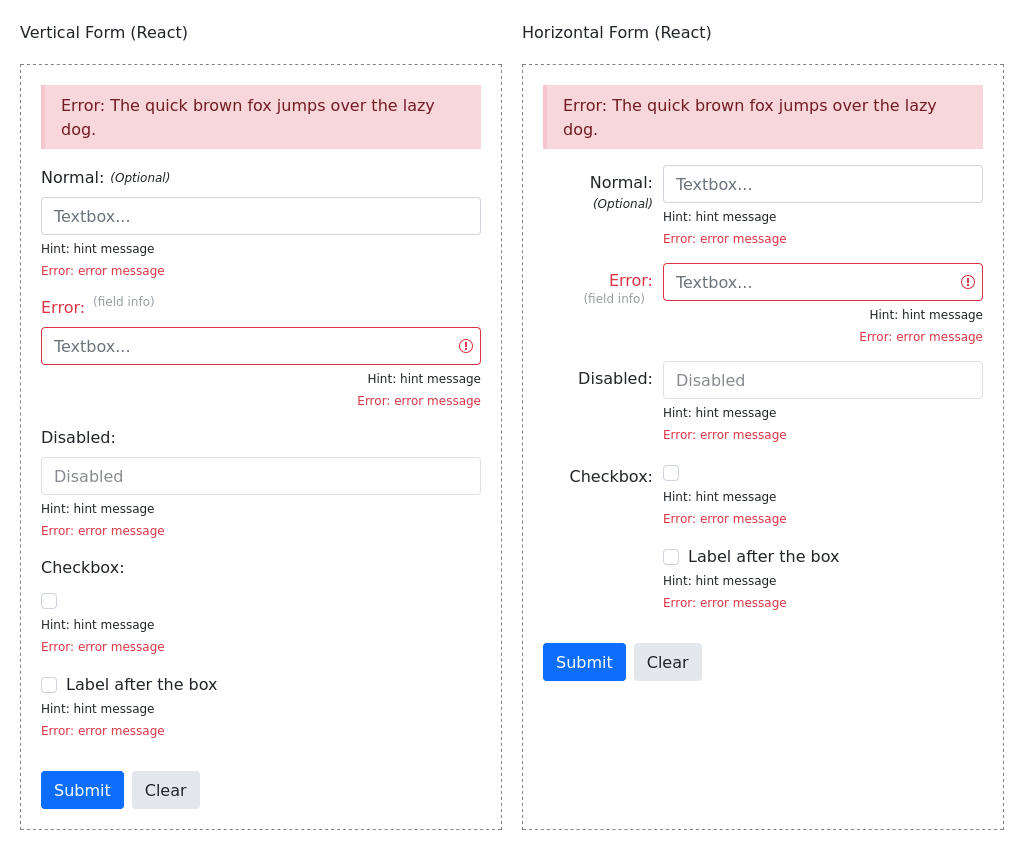 Vertical Form (React)
Error: The quick brown fox jumps over the lazy
dog.
Normal: (Optional)
Textbox...
Hint: hint message
Error: error message
Error: (field info)
Textbox...
Hint: hint message
Error: error message
Disabled:
Disabled
Hint: hint message
Error: error message
Checkbox:
Hint: hint message
Error: error message
Label after the box
Hint: hint message
Error: error message
Submit Clear
Horizontal Form (React)
Error: The quick brown fox jumps over the lazy
dog.
Normal: Textbox...
(Optional)
Hint: hint message
Error: error message
Error: Textbox...
(field info)
Hint: hint message
Error: error message
Disabled: Disabled
Hint: hint message
Error: error message
Checkbox:
Hint: hint message
Error: error message
Label after the box
Hint: hint message
Error: error message
Submit Clear